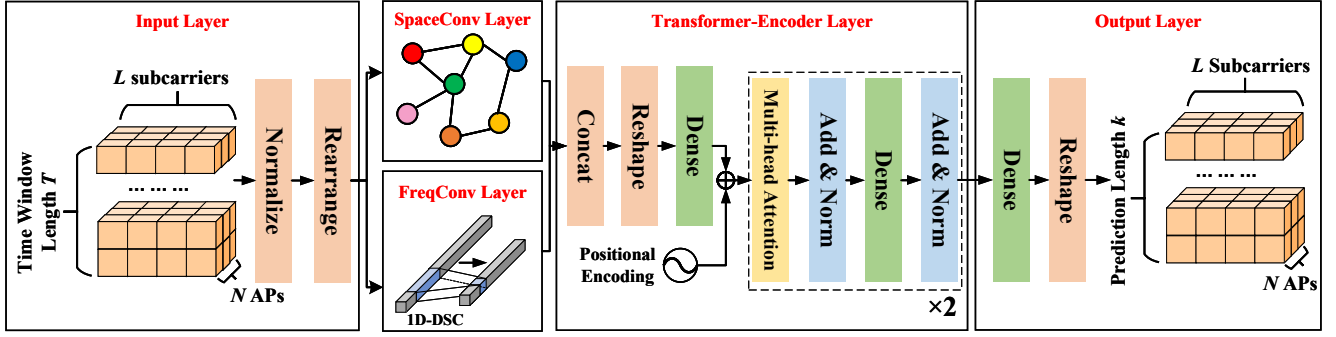 Input Layer
L subcarriers
Time Window
Length T
... ... ...
N APs
Normalize
Rearrange
SpaceConv Layer
FreqConv Layer
1D-DSC
Transformer-Encoder Layer
Concat
Reshape
Dense
Positional
Encoding
Multi-head Attention
Add & Norm
Dense
Add & Norm
×2
Output Layer
Dense
Reshape
Prediction Length k
L Subcarriers
... ... ...
N APs